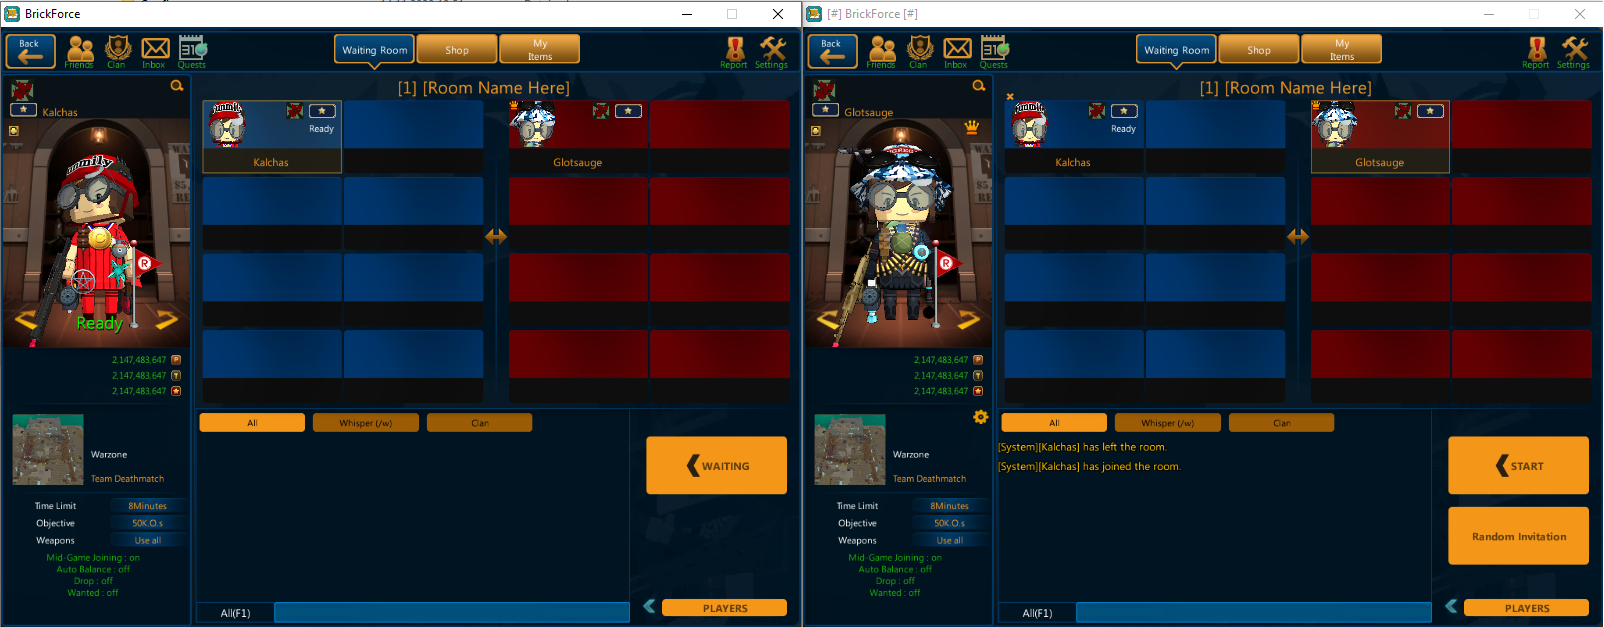 BrickForce
Back
Friends
Clan
Inbox
Quests
Waiting Room
Shop
My
Items
Report
Settings
Kalchas
[1] [Room Name Here]
Ready
Kalchas
Glotsauge
Ready
2,147,483,647
2,147,483,647
2,147,483,647
Warzone
Team Deathmatch
Time Limit 8Minutes
Objective 50K.O.s
Weapons Use all
Mid-Game Joining : on
Auto Balance : off
Drop : off
Wanted : off
All
Whisper (/w)
Clan
WAITING
All(F1)
PLAYERS
[#] BrickForce [#]
Back
Friends
Clan
Inbox
Quests
Waiting Room
Shop
My
Items
Report
Settings
Glotsauge
[1] [Room Name Here]
Ready
Kalchas
Glotsauge
2,147,483,647
2,147,483,647
2,147,483,647
Warzone
Team Deathmatch
Time Limit 8Minutes
Objective 50K.O.s
Weapons Use all
Mid-Game Joining : on
Auto Balance : off
Drop : off
Wanted : off
All
Whisper (/w)
Clan
[System][Kalchas] has left the room.
[System][Kalchas] has joined the room.
START
Random Invitation
All(F1)
PLAYERS